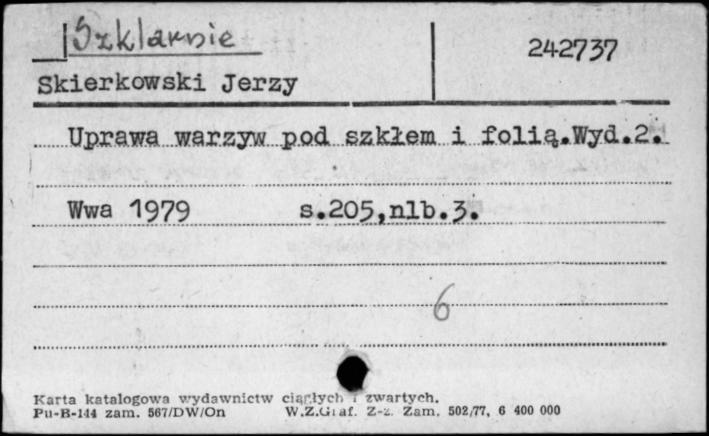 Szklarnie
242737
Skierkowski Jerzy
Uprawa warzyw pod szkłem i folią.Wyd.2.
Wwa 1979 s.205,nlb.3.
6
Karta katalogowa wydawnictw ciągłych i zwartych.
Pu-B-144 zam. 567/DW/On W.Z.Graf. Z-z. Zam. 502/77, 6 400 000